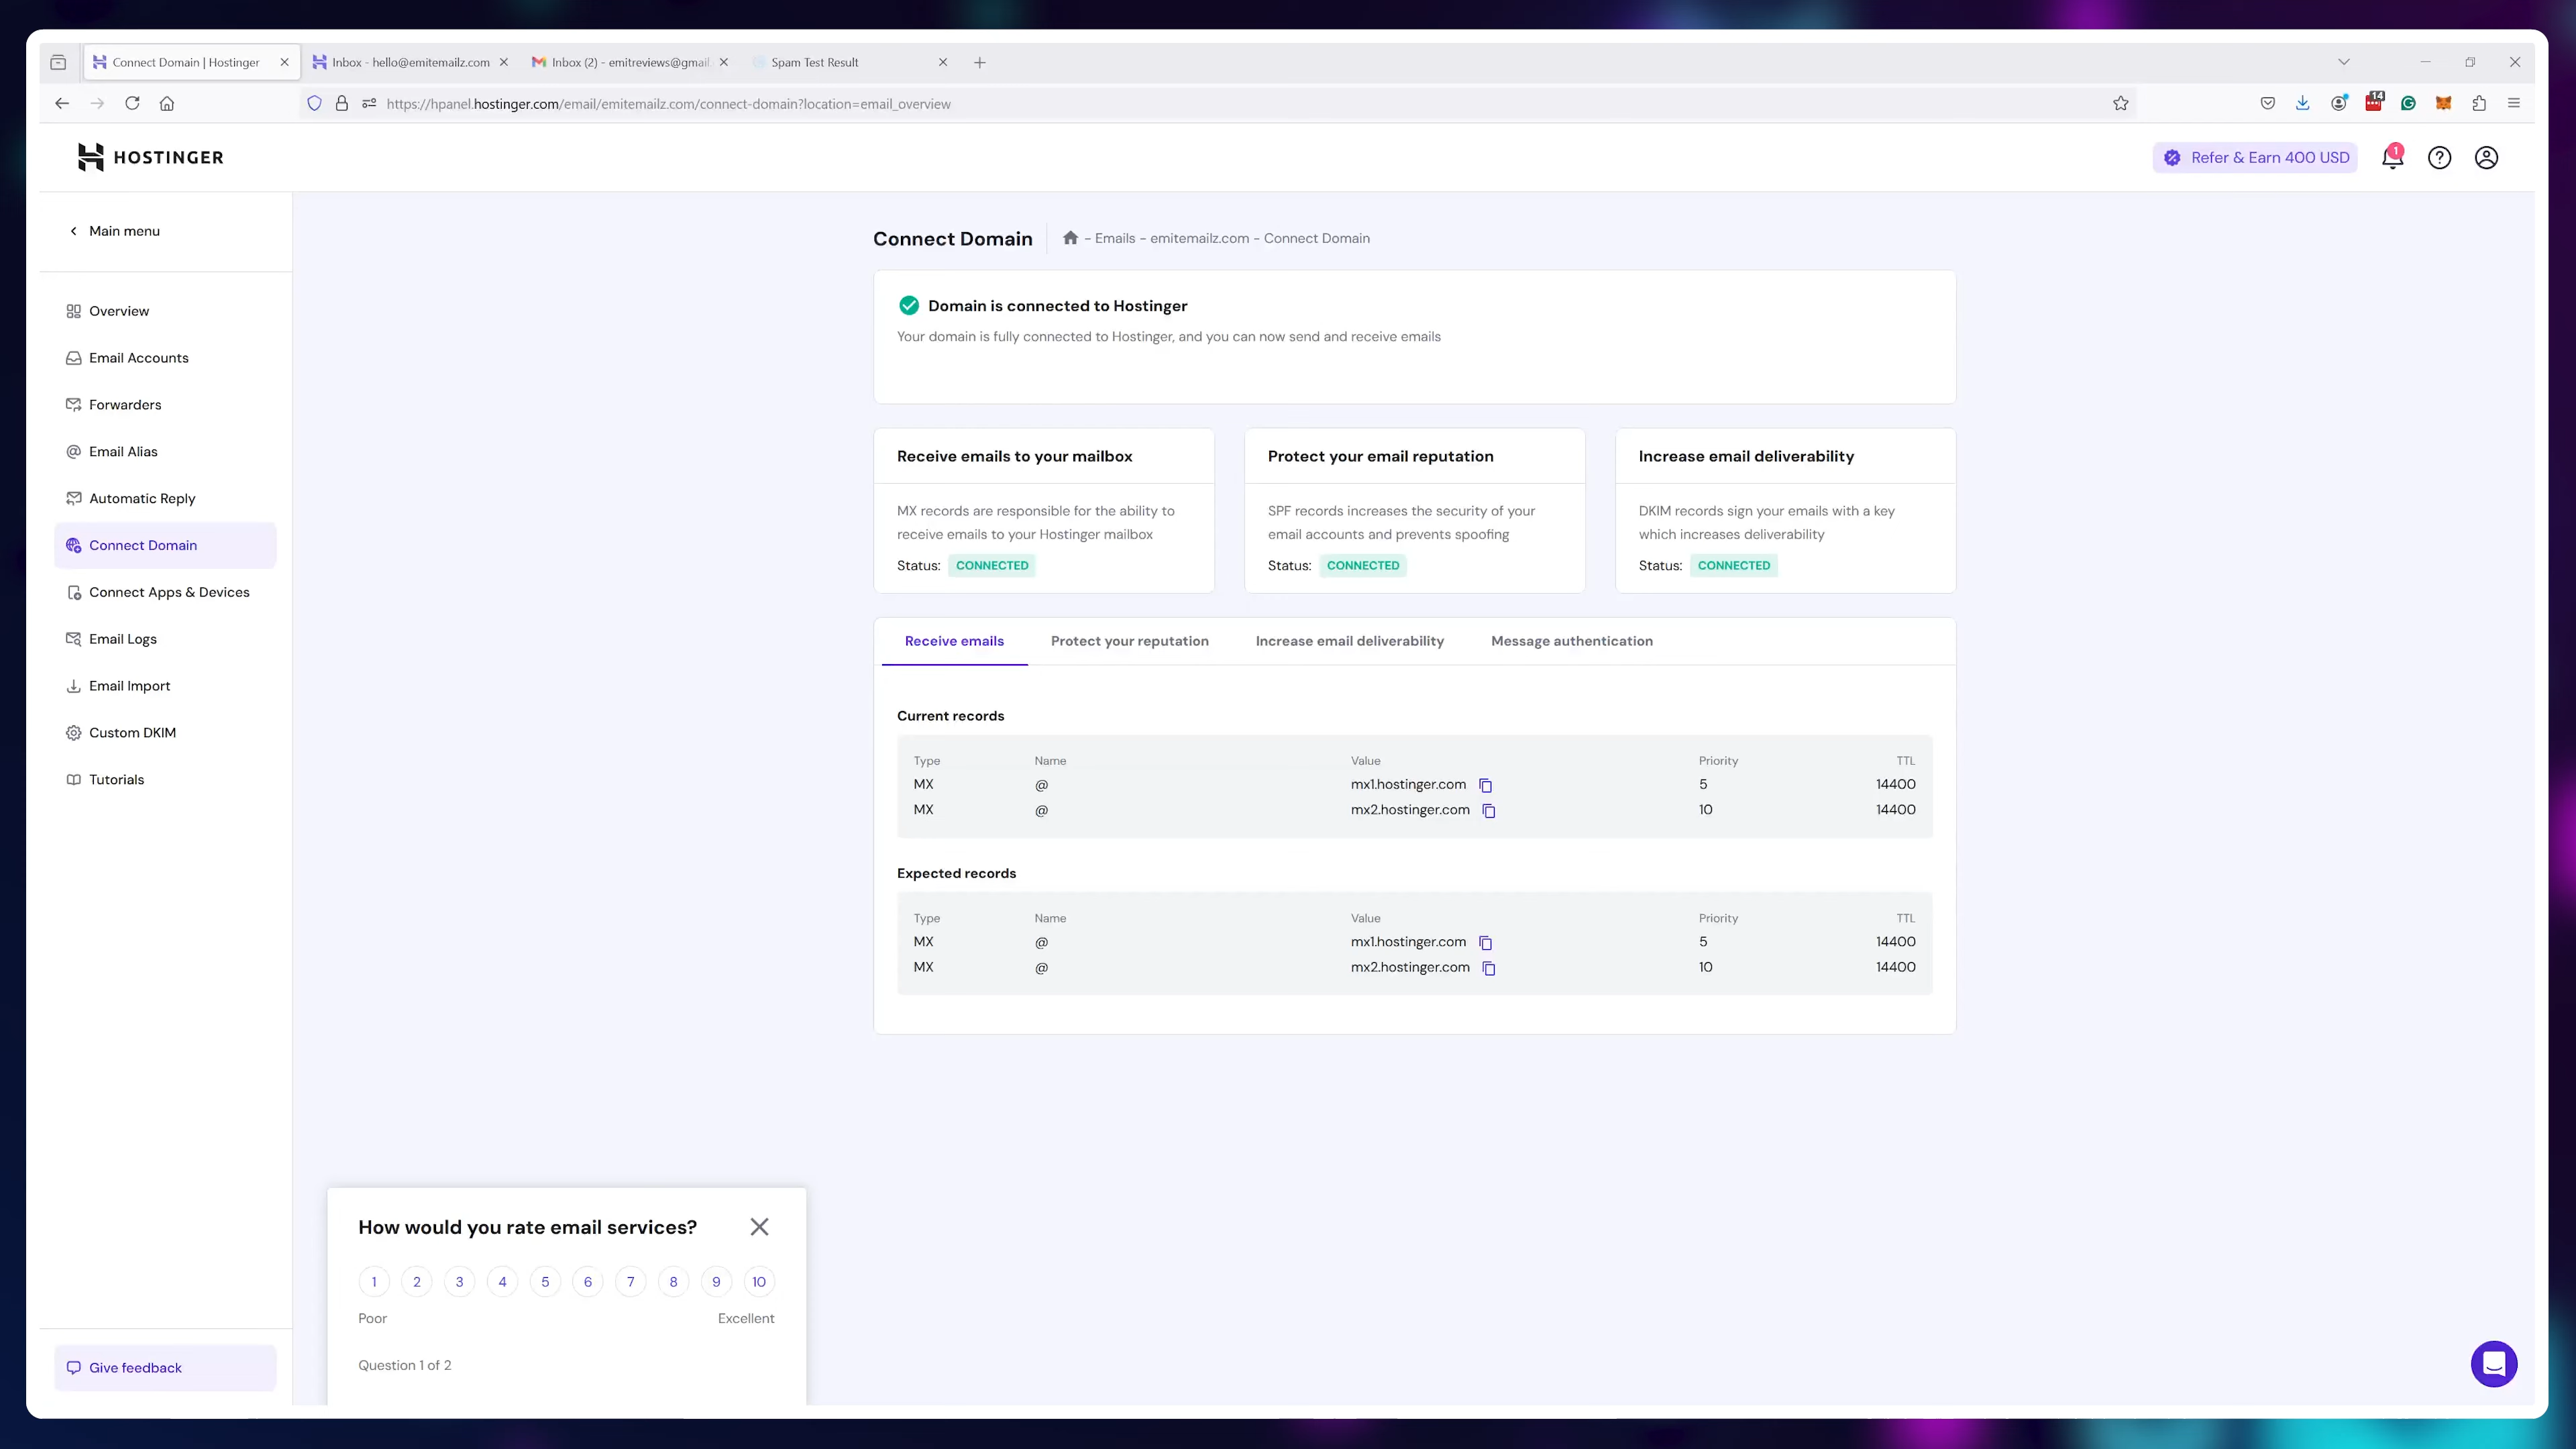 Connect Domain | Hostinger
Inbox - hello@emitemailz.com
Inbox (2) - emitreviews@gmail.
Spam Test Result
https://hpanel.hostinger.com/email/emitemailz.com/connect-domain?location=email_overview
14
HOSTINGER
Refer & Earn 400 USD
1
Main menu
Overview
Email Accounts
Forwarders
Email Alias
Automatic Reply
Connect Domain
Connect Apps & Devices
Email Logs
Email Import
Custom DKIM
Tutorials
Give feedback
Connect Domain
- Emails - emitemailz.com - Connect Domain
Domain is connected to Hostinger
Your domain is fully connected to Hostinger, and you can now send and receive emails
Receive emails to your mailbox
MX records are responsible for the ability to
receive emails to your Hostinger mailbox
Status: CONNECTED
Protect your email reputation
SPF records increases the security of your
email accounts and prevents spoofing
Status: CONNECTED
Increase email deliverability
DKIM records sign your emails with a key
which increases deliverability
Status: CONNECTED
Receive emails Protect your reputation Increase email deliverability Message authentication
Current records
Type Name Value Priority TTL
MX @ mx1.hostinger.com 5 14400
MX @ mx2.hostinger.com 10 14400
Expected records
Type Name Value Priority TTL
MX @ mx1.hostinger.com 5 14400
MX @ mx2.hostinger.com 10 14400
How would you rate email services?
1 2 3 4 5 6 7 8 9 10
Poor Excellent
Question 1 of 2